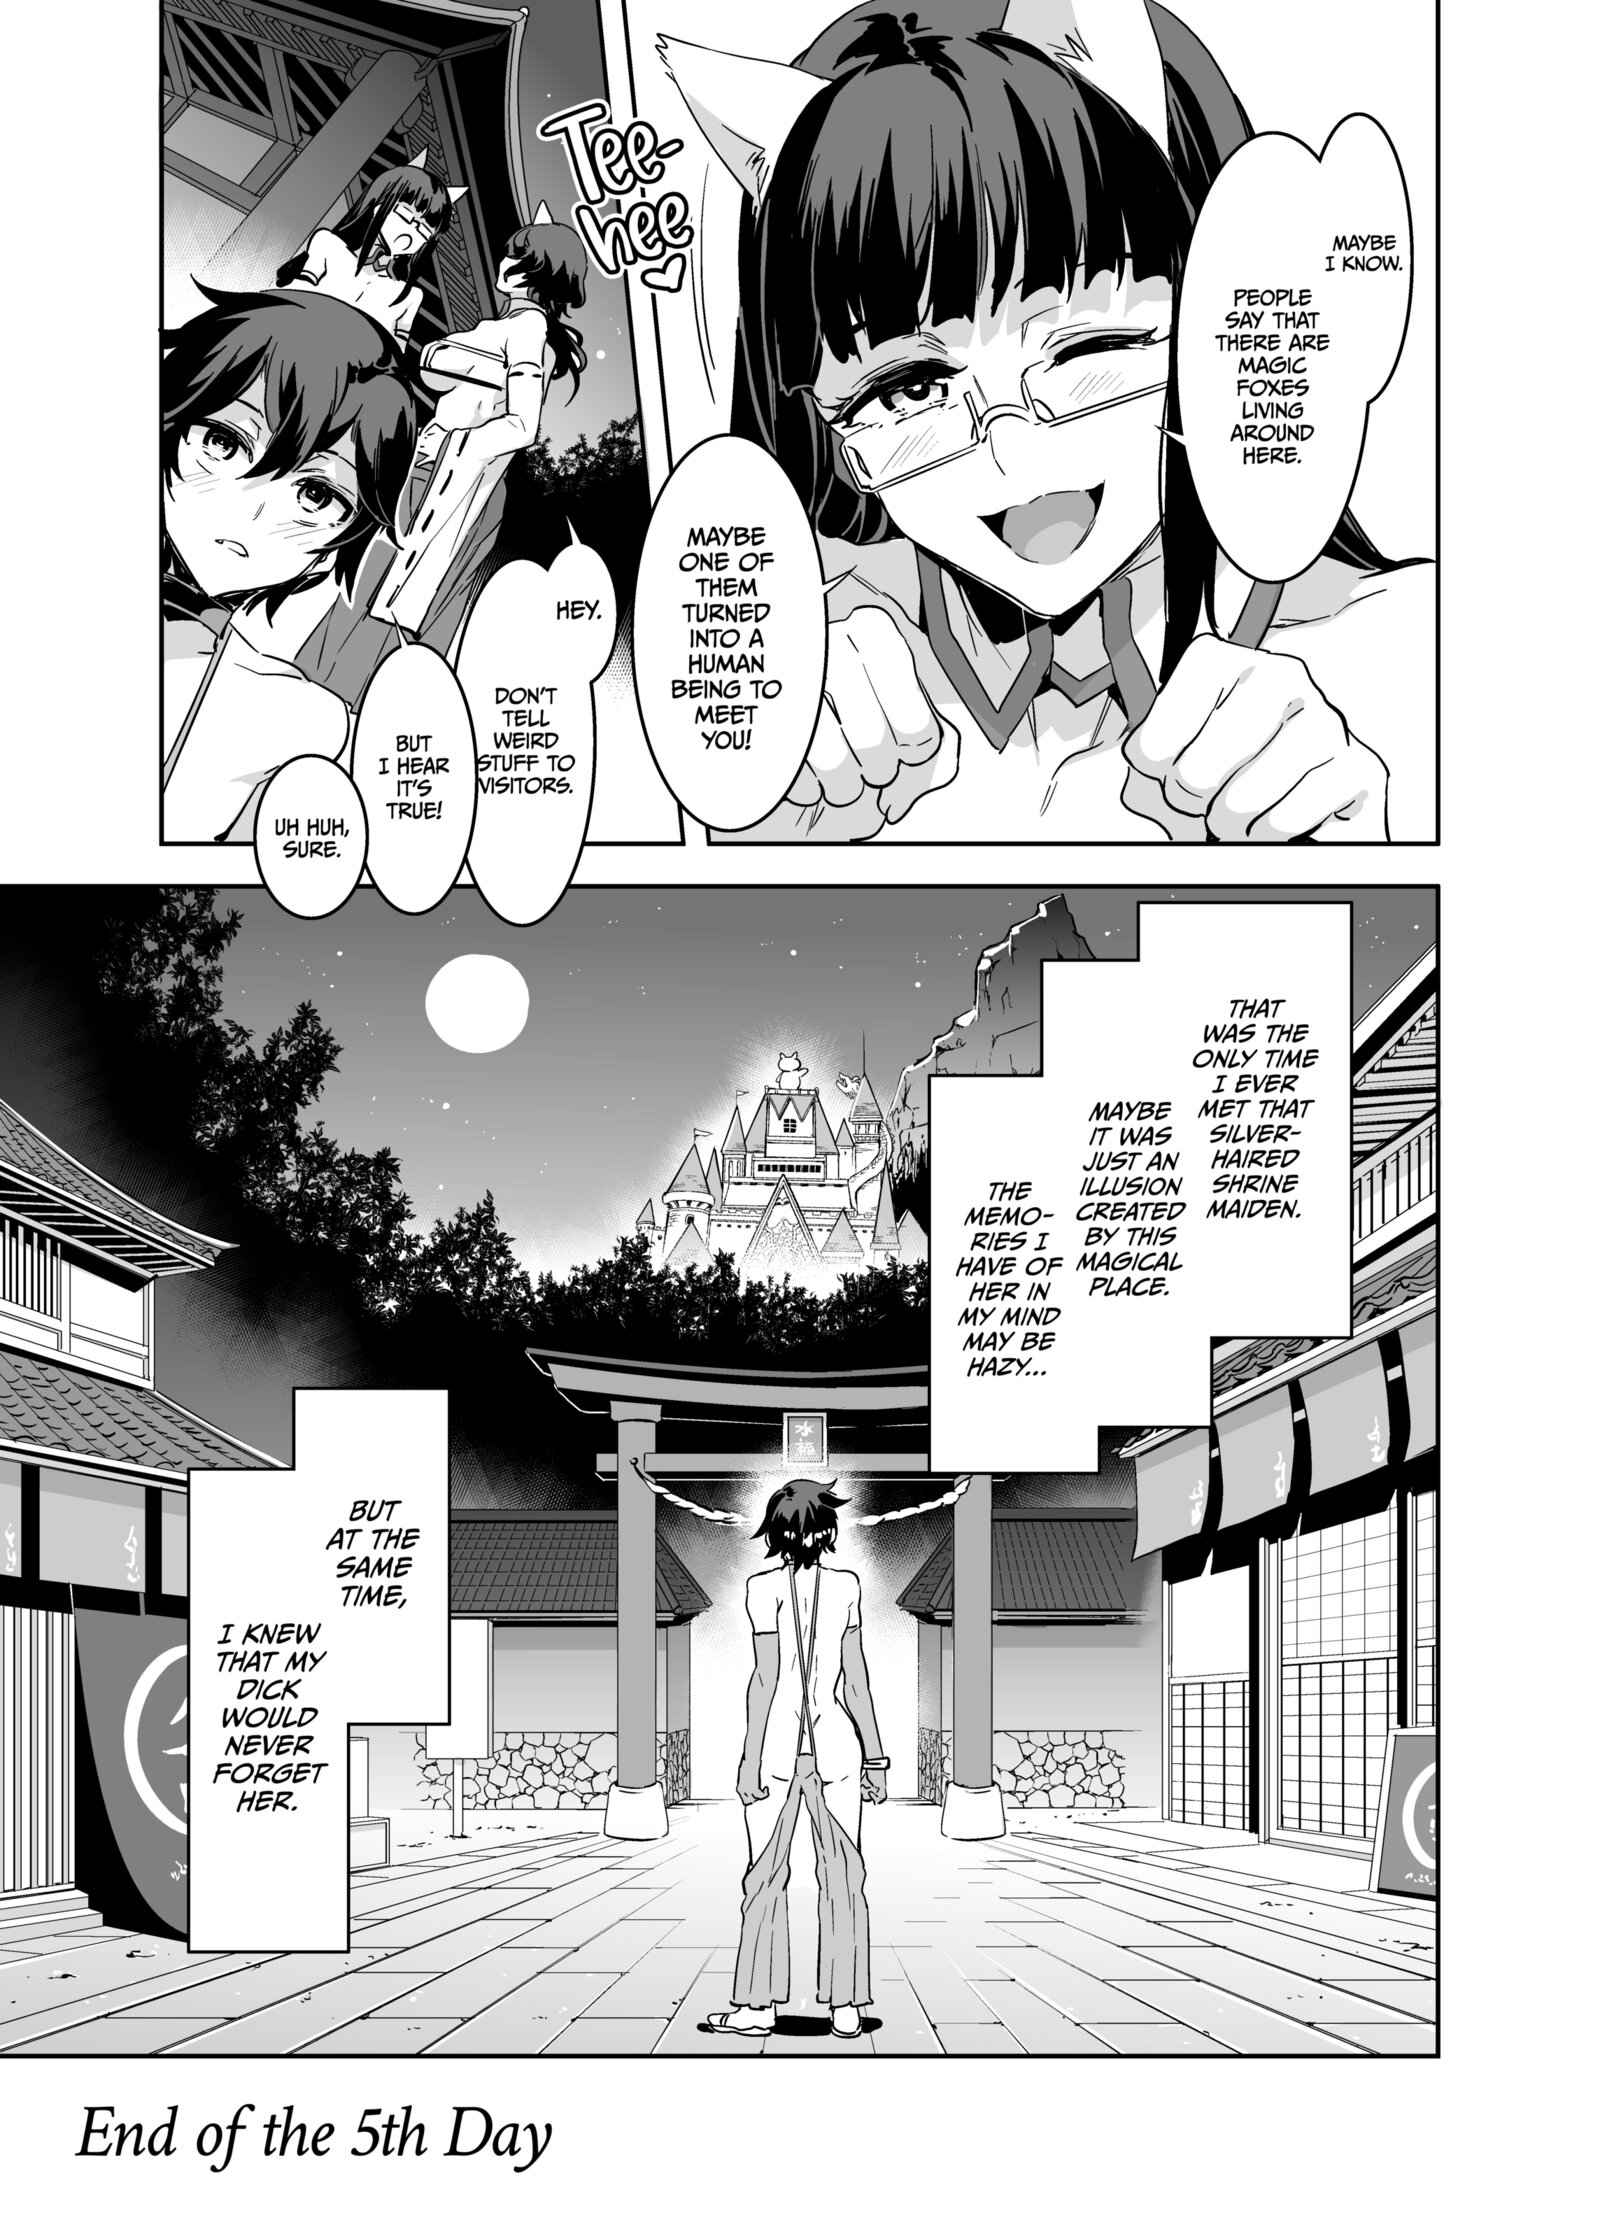 MAYBE
I KNOW.
PEOPLE
SAY THAT
THERE ARE
MAGIC
FOXES
LIVING
AROUND
HERE.
MAYBE
ONE OF
THEM
TURNED
INTO A
HUMAN
BEING TO
MEET
YOU!
Tee-
hee
HEY.
DON'T
TELL
WEIRD
STUFF TO
VISITORS.
BUT
I HEAR
IT'S
TRUE!
UH HUH,
SURE.
THAT
WAS THE
ONLY TIME
I EVER
MET THAT
SILVER-
HAIRED
SHRINE
MAIDEN.
MAYBE
IT WAS
JUST AN
ILLUSION
CREATED
BY THIS
MAGICAL
PLACE.
THE
MEMO-
RIES I
HAVE OF
HER IN
MY MIND
MAY BE
HAZY...
BUT
AT THE
SAME
TIME,
I KNEW
THAT MY
DICK
WOULD
NEVER
FORGET
HER.
End of the 5th Day